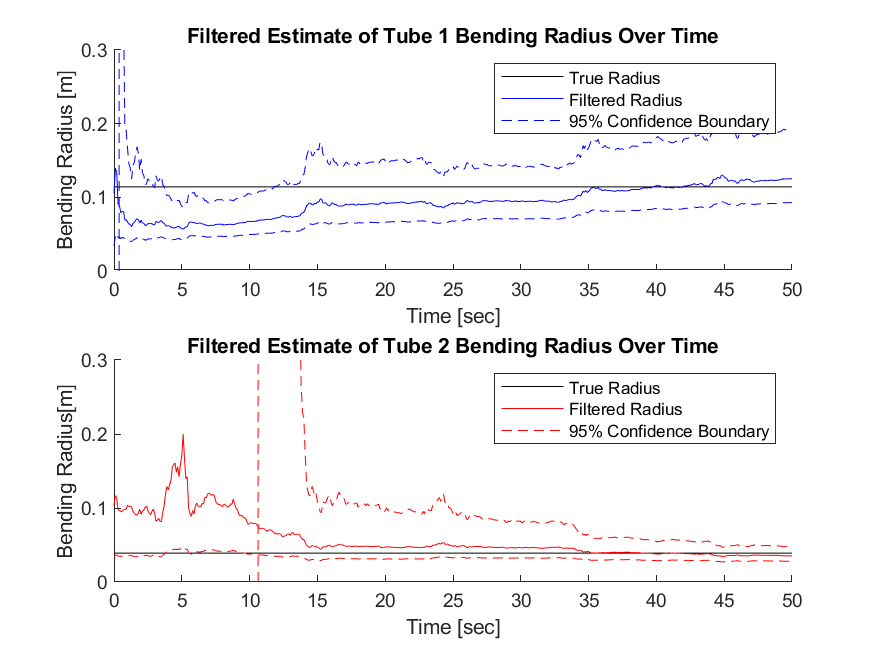 Filtered Estimate of Tube 1 Bending Radius Over Time
0.3
0.2
0.1
0
Bending Radius [m]
True Radius
Filtered Radius
95% Confidence Boundary
0 5 10 15 20 25 30 35 40 45 50
Time [sec]
Filtered Estimate of Tube 2 Bending Radius Over Time
0.3
0.2
0.1
0
Bending Radius[m]
True Radius
Filtered Radius
95% Confidence Boundary
0 5 10 15 20 25 30 35 40 45 50
Time [sec]